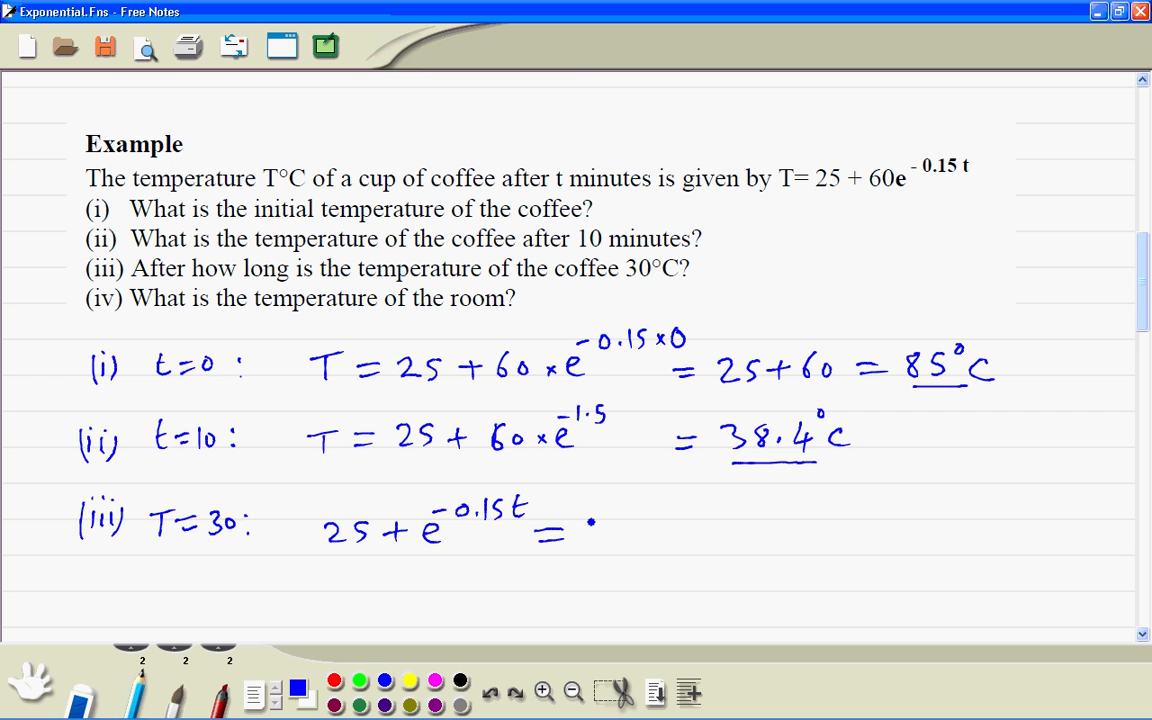 Exponential.Fns - Free Notes
Example
The temperature T°C of a cup of coffee after t minutes is given by T= 25 + 60e^{- 0.15 t}
(i) What is the initial temperature of the coffee?
(ii) What is the temperature of the coffee after 10 minutes?
(iii) After how long is the temperature of the coffee 30°C?
(iv) What is the temperature of the room?
(i) t=0 : T = 25 + 60 × e^{-0.15×0} = 25+60 = 85°C
(ii) t=10 : T = 25 + 60 × e^{-1.5} = 38.4°C
(iii) T=30 : 25 + e^{-0.15t} =
2 2 2